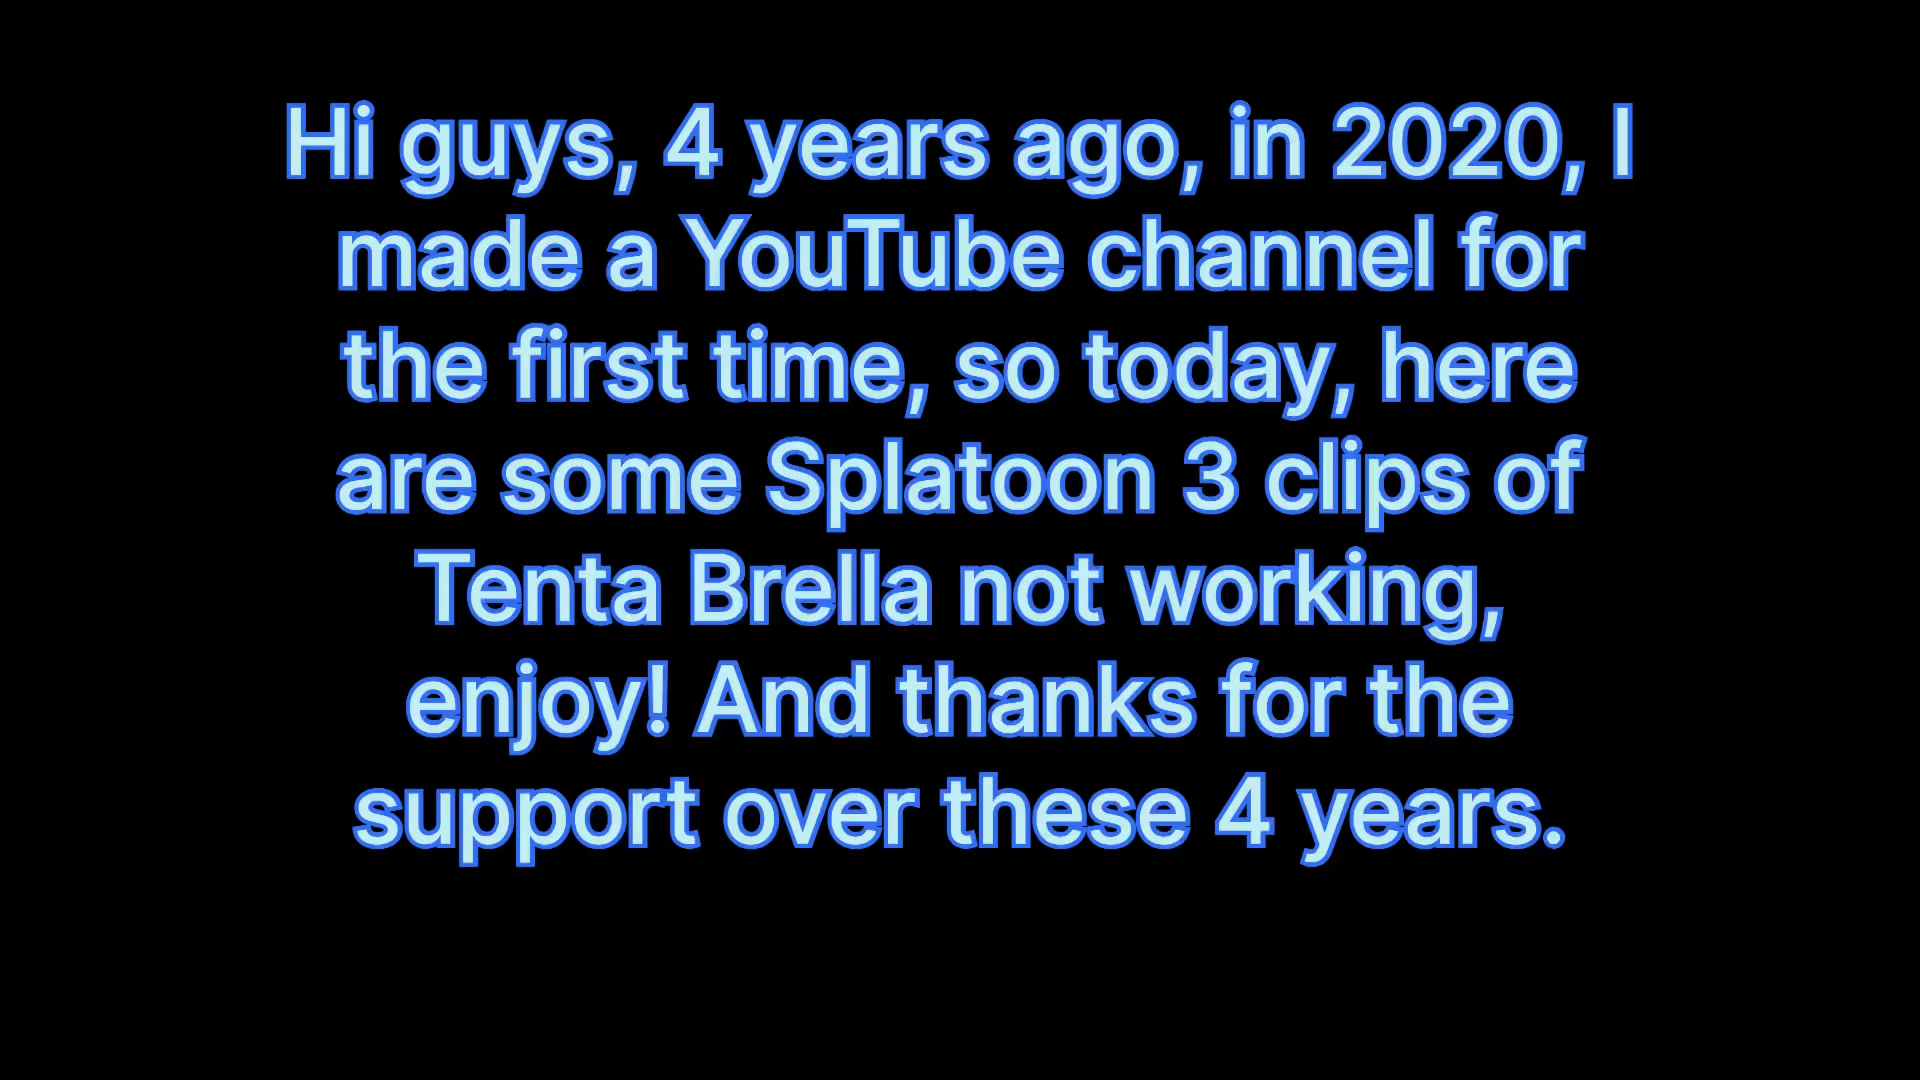 Hi guys, 4 years ago, in 2020, I
made a YouTube channel for
the first time, so today, here
are some Splatoon 3 clips of
Tenta Brella not working,
enjoy! And thanks for the
support over these 4 years.